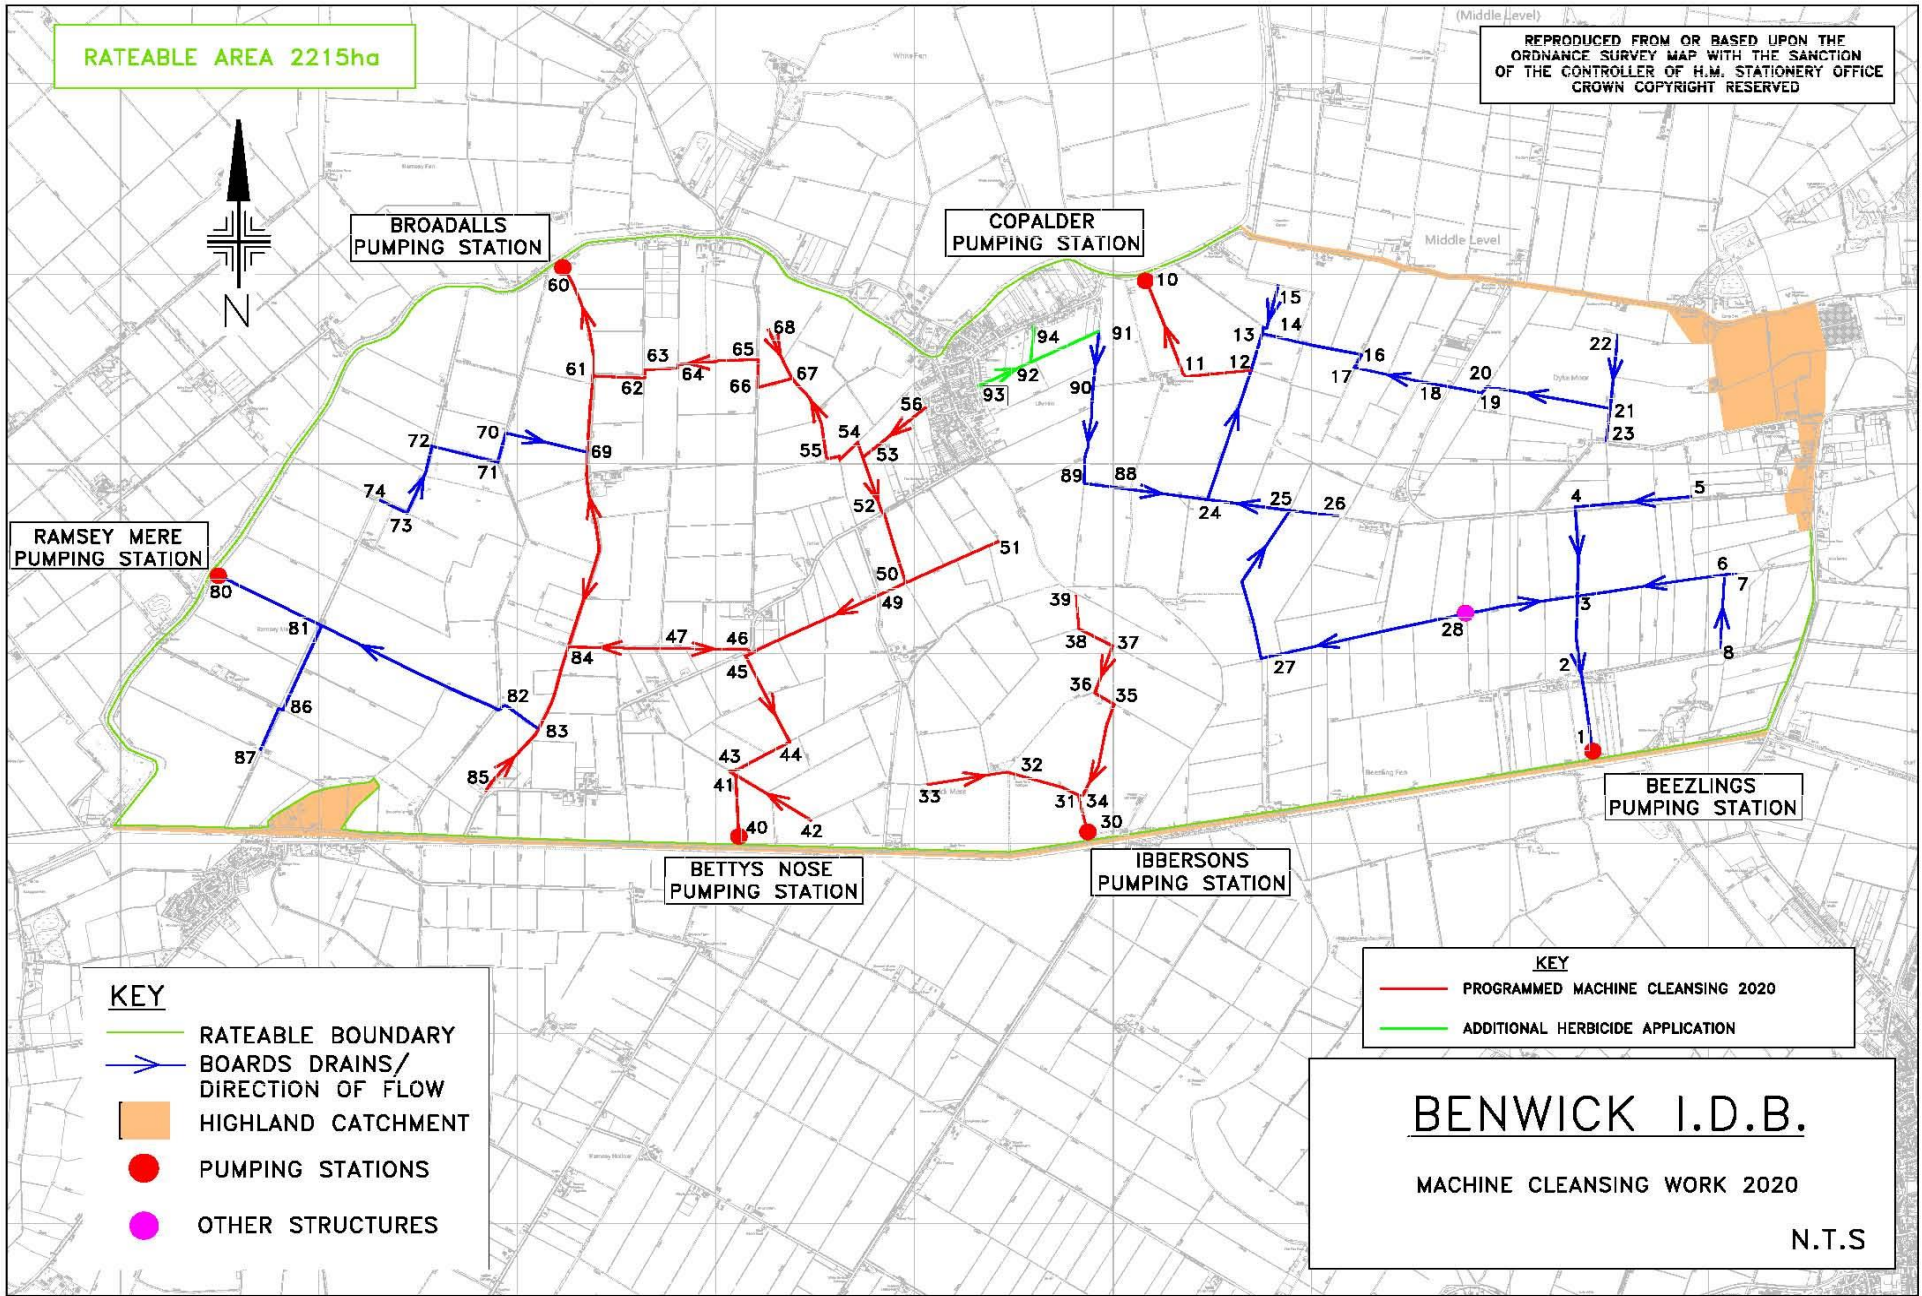 RATEABLE AREA 2215ha
(Middle Level)
REPRODUCED FROM OR BASED UPON THE
ORDNANCE SURVEY MAP WITH THE SANCTION
OF THE CONTROLLER OF H.M. STATIONERY OFFICE
CROWN COPYRIGHT RESERVED
N
BROADALLS
PUMPING STATION
COPALDER
PUMPING STATION
Middle Level
RAMSEY MERE
PUMPING STATION
BETTYS NOSE
PUMPING STATION
IBBERSONS
PUMPING STATION
BEEZLINGS
PUMPING STATION
60
10
15
13
14
68
94
91
22
61
63
65
64
62
66
67
92
93
90
11
12
16
17
18
20
19
21
23
56
72
70
71
69
54
55
53
74
73
52
89
88
24
25
26
4
5
51
50
49
6
7
3
80
81
39
38
37
28
27
8
2
84
47
46
45
36
35
82
83
86
87
85
43
44
41
42
40
33
32
31
34
30
1
KEY
RATEABLE BOUNDARY
BOARDS DRAINS/
DIRECTION OF FLOW
HIGHLAND CATCHMENT
PUMPING STATIONS
OTHER STRUCTURES
KEY
PROGRAMMED MACHINE CLEANSING 2020
ADDITIONAL HERBICIDE APPLICATION
BENWICK I.D.B.
MACHINE CLEANSING WORK 2020
N.T.S